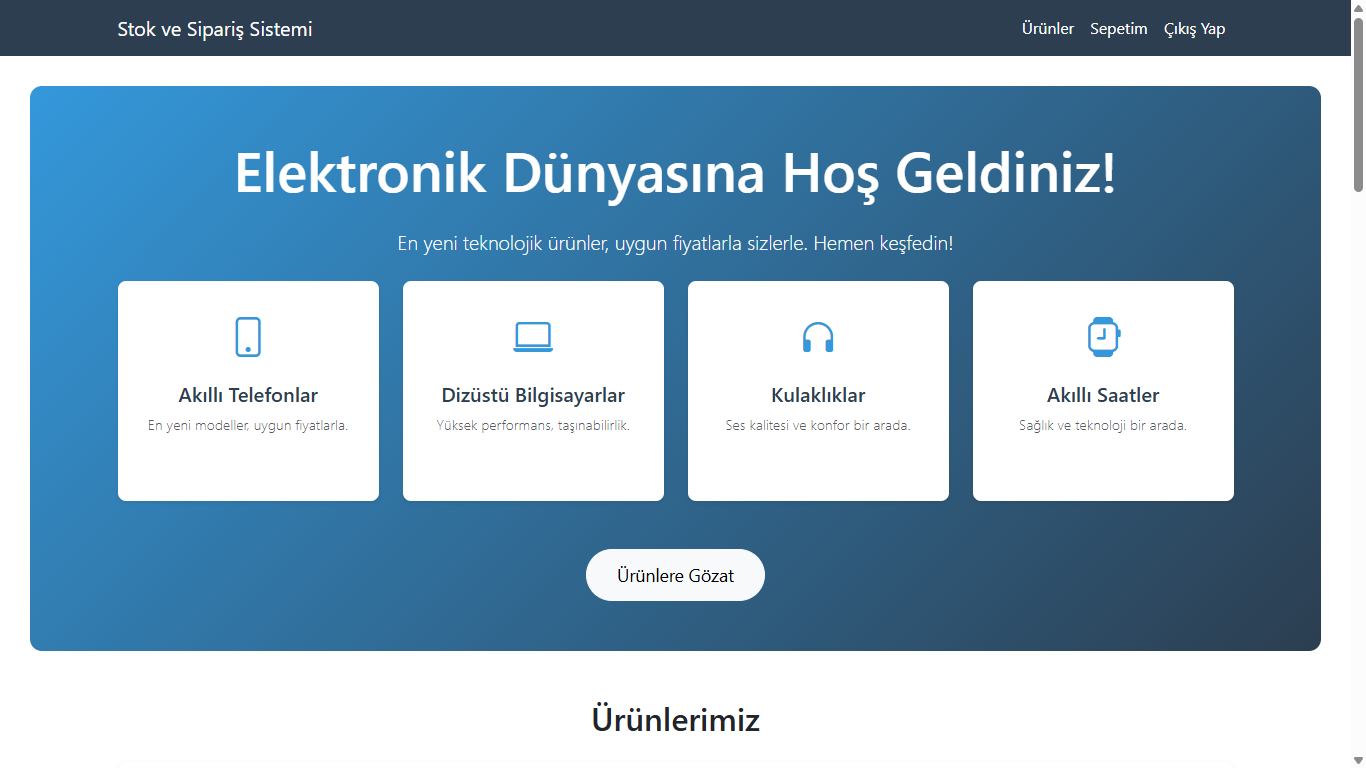 Stok ve Sipariş Sistemi
Ürünler Sepetim Çıkış Yap
Elektronik Dünyasına Hoş Geldiniz!
En yeni teknolojik ürünler, uygun fiyatlarla sizlerle. Hemen keşfedin!
Akıllı Telefonlar
En yeni modeller, uygun fiyatlarla.
Dizüstü Bilgisayarlar
Yüksek performans, taşınabilirlik.
Kulaklıklar
Ses kalitesi ve konfor bir arada.
Akıllı Saatler
Sağlık ve teknoloji bir arada.
Ürünlere Gözat
Ürünlerimiz